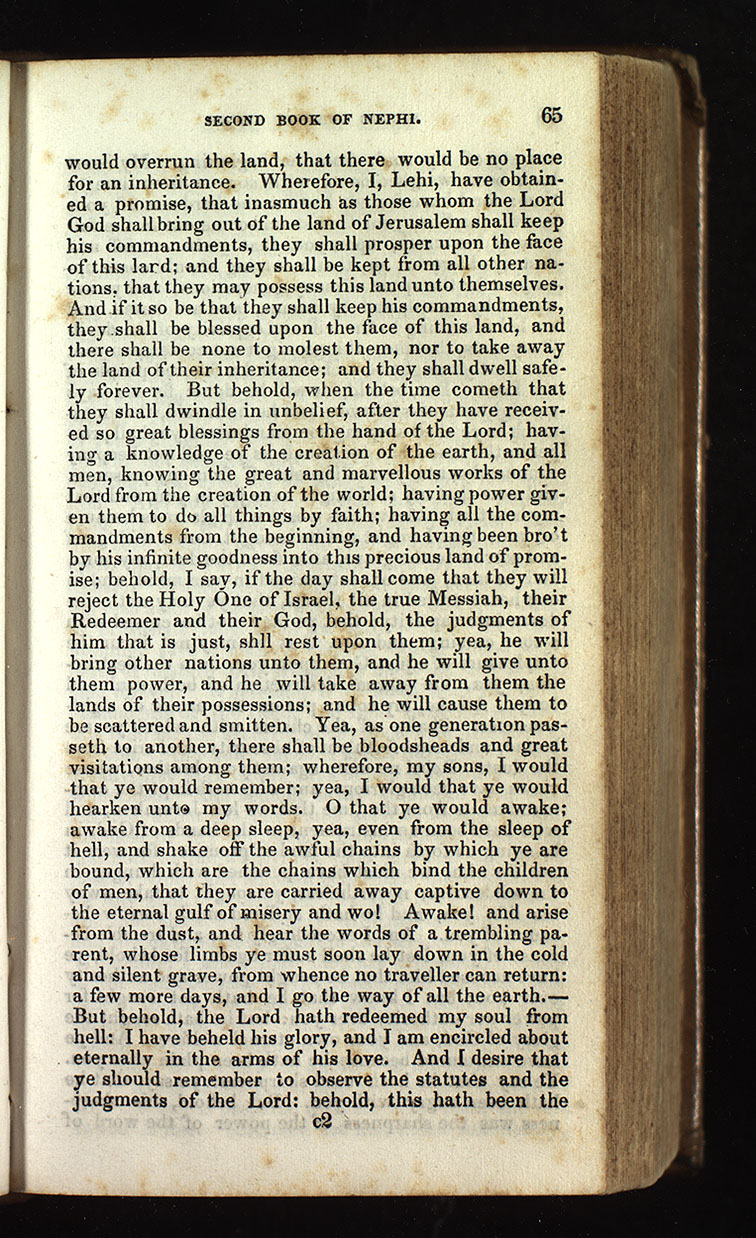 SECOND BOOK OF NEPHI. 65
would overrun the land, that there would be no place
for an inheritance. Wherefore, I, Lehi, have obtain-
ed a promise, that inasmuch as those whom the Lord
God shall bring out of the land of Jerusalem shall keep
his commandments, they shall prosper upon the face
of this lard; and they shall be kept from all other na-
tions, that they may possess this land unto themselves.
And if it so be that they shall keep his commandments,
they shall be blessed upon the face of this land, and
there shall be none to molest them, nor to take away
the land of their inheritance; and they shall dwell safe-
ly forever. But behold, when the time cometh that
they shall dwindle in unbelief, after they have receiv-
ed so great blessings from the hand of the Lord; hav-
ing a knowledge of the creation of the earth, and all
men, knowing the great and marvellous works of the
Lord from the creation of the world; having power giv-
en them to do all things by faith; having all the com-
mandments from the beginning, and having been bro't
by his infinite goodness into this precious land of prom-
ise; behold, I say, if the day shall come that they will
reject the Holy One of Israel, the true Messiah, their
Redeemer and their God, behold, the judgments of
him that is just, shll rest upon them; yea, he will
bring other nations unto them, and he will give unto
them power, and he will take away from them the
lands of their possessions; and he will cause them to
be scattered and smitten. Yea, as one generation pas-
seth to another, there shall be bloodsheads and great
visitations among them; wherefore, my sons, I would
that ye would remember; yea, I would that ye would
hearken unto my words. O that ye would awake;
awake from a deep sleep, yea, even from the sleep of
hell, and shake off the awful chains by which ye are
bound, which are the chains which bind the children
of men, that they are carried away captive down to
the eternal gulf of misery and wo! Awake! and arise
from the dust, and hear the words of a trembling pa-
rent, whose limbs ye must soon lay down in the cold
and silent grave, from whence no traveller can return:
a few more days, and I go the way of all the earth.—
But behold, the Lord hath redeemed my soul from
hell: I have beheld his glory, and I am encircled about
eternally in the arms of his love. And I desire that
ye should remember to observe the statutes and the
judgments of the Lord: behold, this hath been the
c2